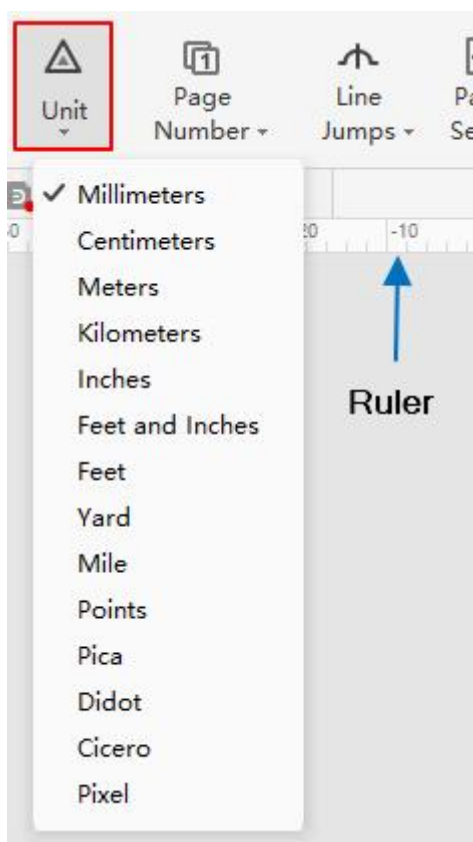 Unit
Page
Number
Line
Jumps
Millimeters
Centimeters
Meters
Kilometers
Inches
Feet and Inches
Feet
Yard
Mile
Points
Pica
Didot
Cicero
Pixel
-10
Ruler